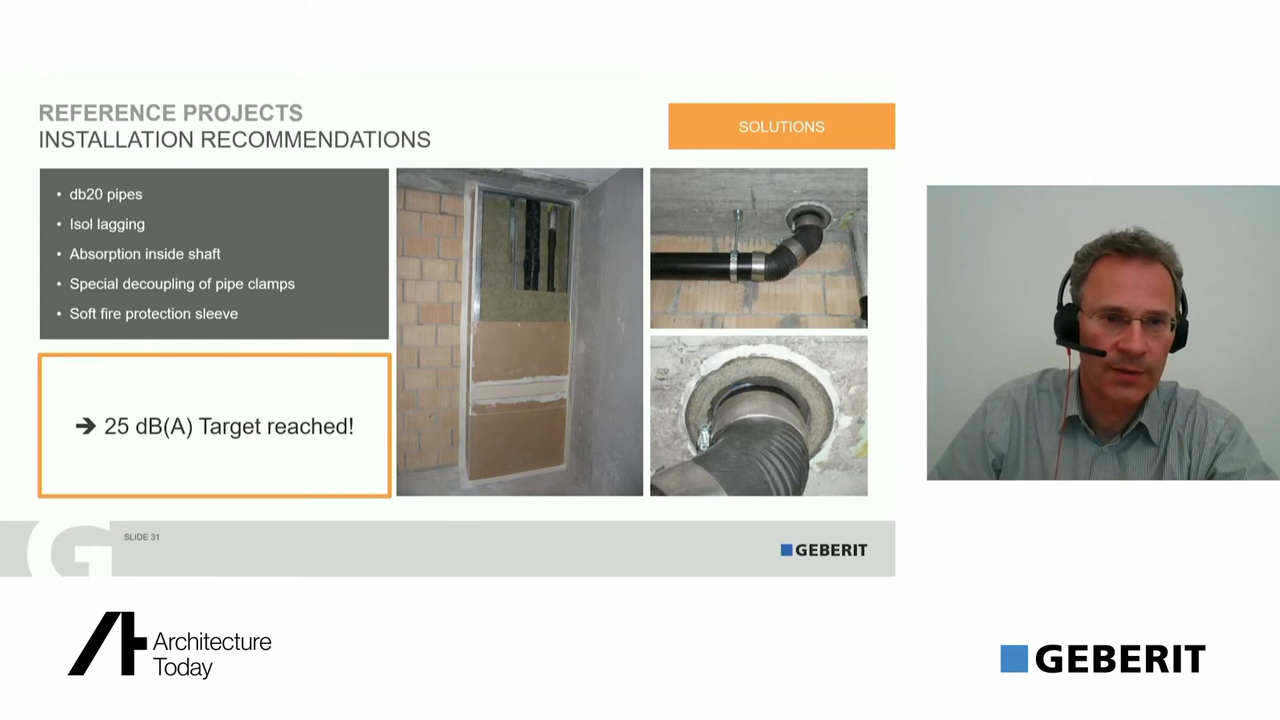 REFERENCE PROJECTS
INSTALLATION RECOMMENDATIONS
SOLUTIONS
• db20 pipes
• Isol lagging
• Absorption inside shaft
• Special decoupling of pipe clamps
• Soft fire protection sleeve
➔ 25 dB(A) Target reached!
G
SLIDE 31
GEBERIT
Architecture
Today
GEBERIT